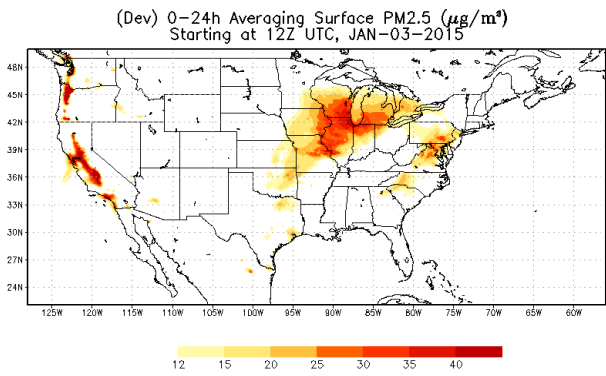 (Dev) 0-24h Averaging Surface PM2.5 (μg/m³)
Starting at 12Z UTC, JAN-03-2015
48N
45N
42N
39N
36N
33N
30N
27N
24N
125W 120W 115W 110W 105W 100W 95W 90W 85W 80W 75W 70W 65W 60W
12 15 20 25 30 35 40